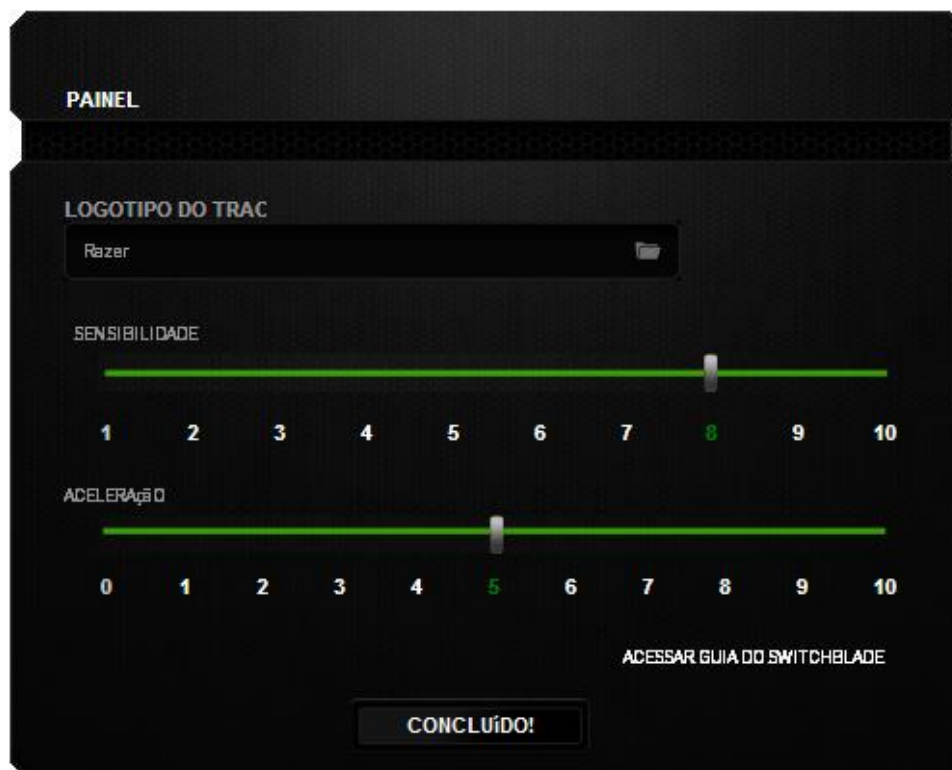 PAINEL
LOGOTIPO DO TRAC
Razer
SENSIBILIDADE
1 2 3 4 5 6 7 8 9 10
ACELERAçãO
0 1 2 3 4 5 6 7 8 9 10
ACESSAR GUIA DO SWITCHBLADE
CONCLUíDO!